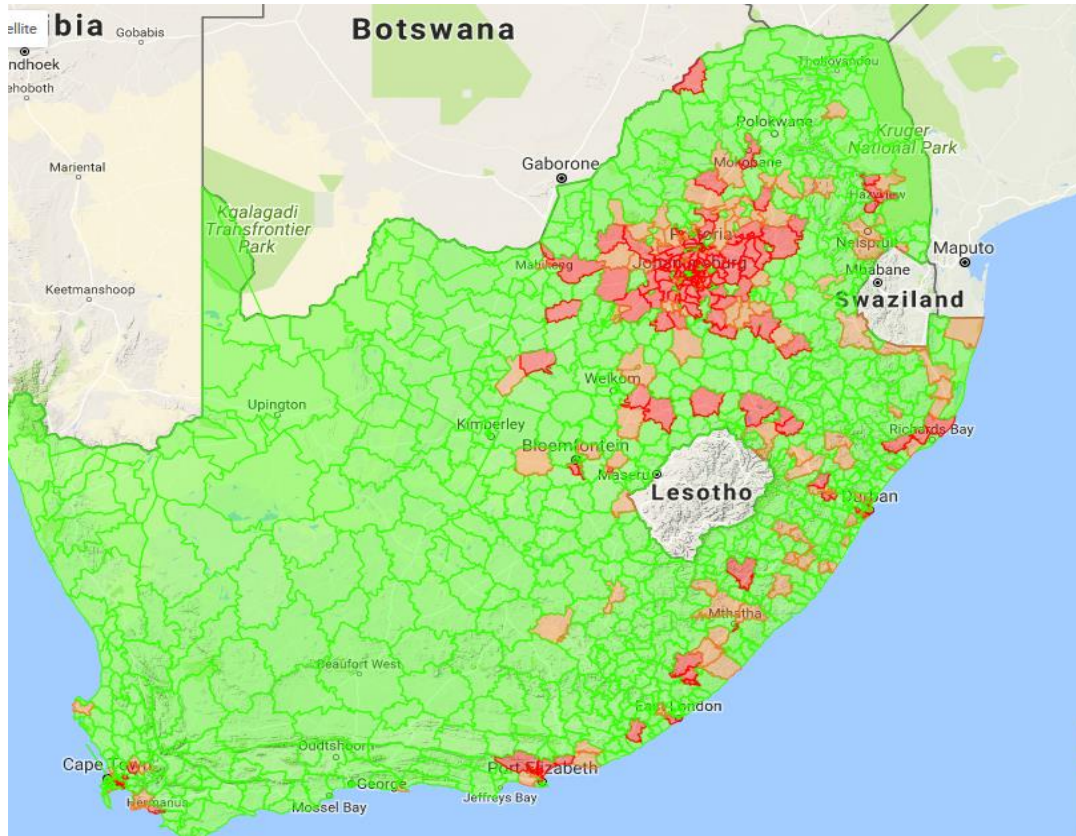 ellite
ibia
Gobabis
Botswana
ndhoek
ehoboth
Thohoyandou
Polokwane
Kruger
National Park
Mariental
Gaborone
Mokopane
Hazyview
Kgalagadi
Transfrontier
Park
Pretoria
Nelspruit
Maputo
Mahikeng
Johannesburg
Mbabane
Keetmanshoop
Swaziland
Welkom
Upington
Kimberley
Richards Bay
Bloemfontein
Maseru
Lesotho
Durban
Mthatha
Beaufort West
East London
Oudtshoorn
Cape Town
Port Elizabeth
George
Hermanus
Mossel Bay
Jeffreys Bay